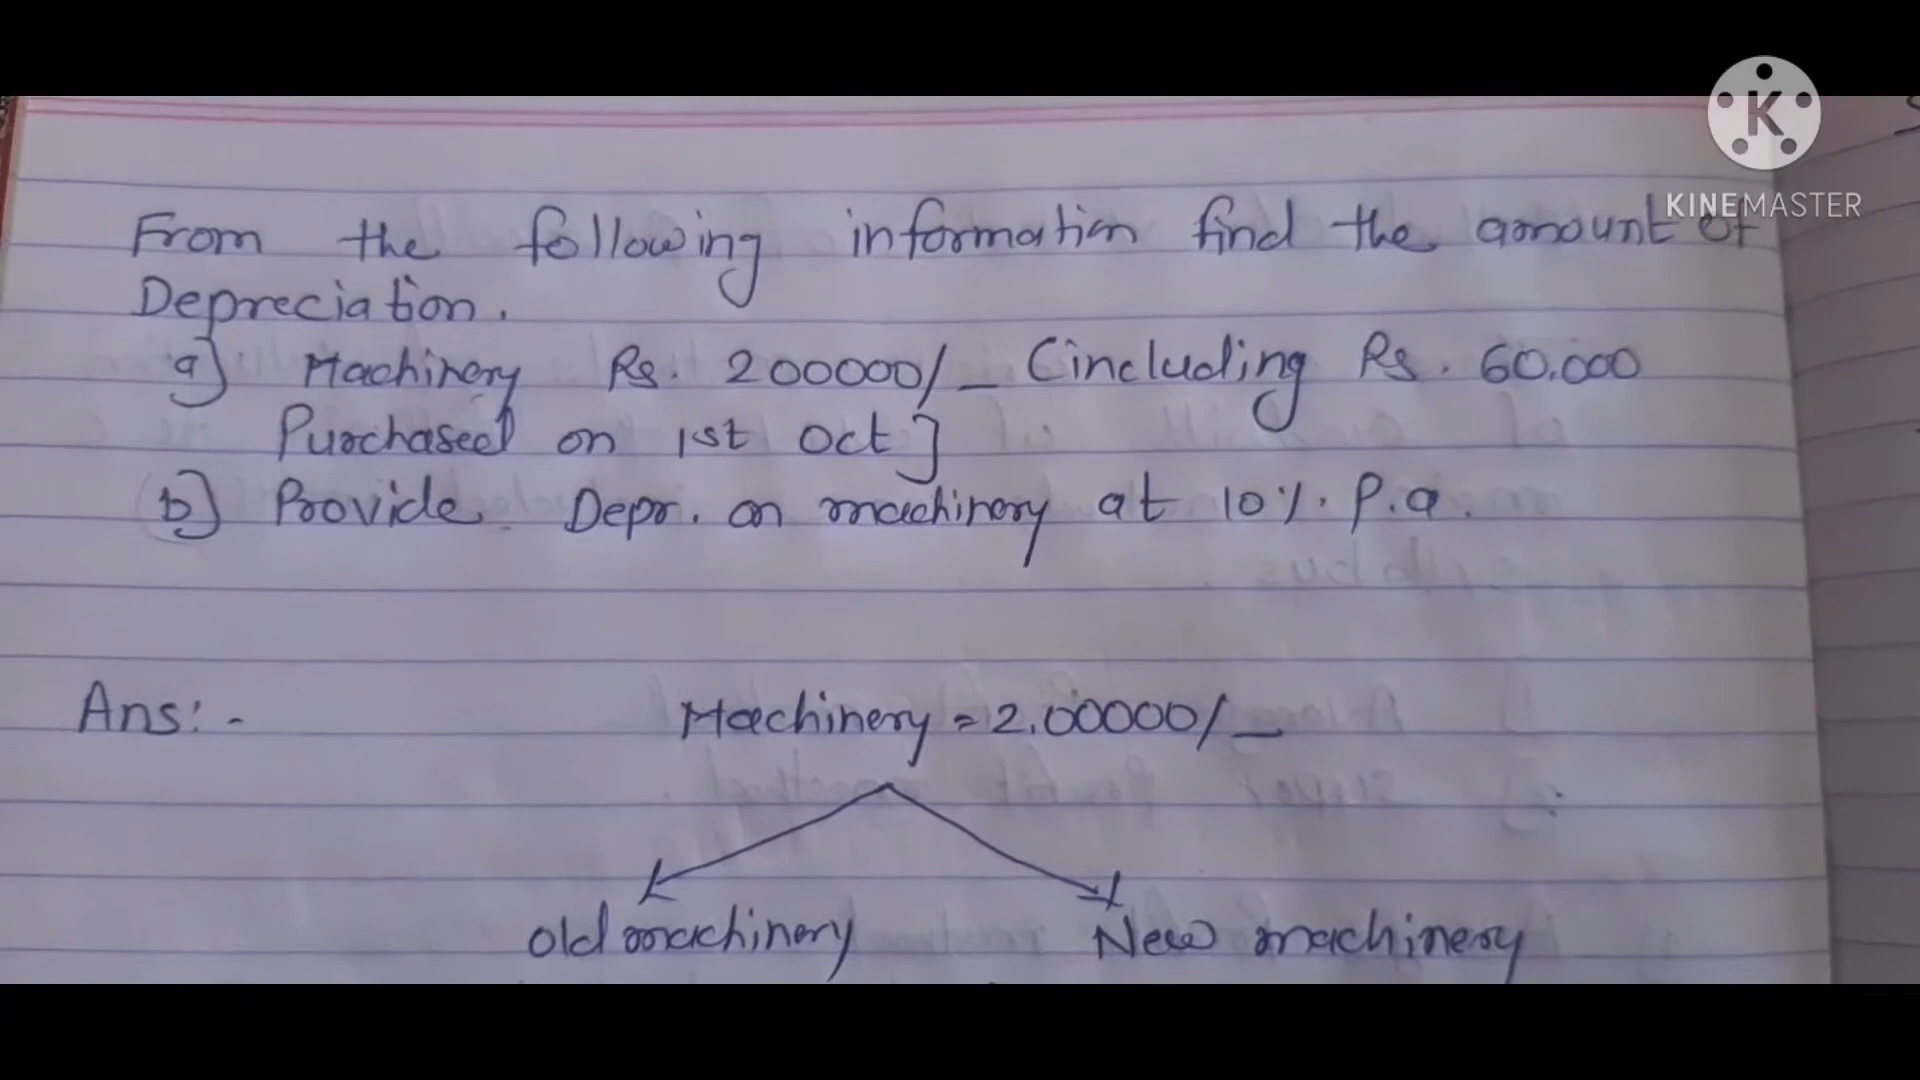 KINEMASTER
From the following information find the amount of
Depreciation.
a] Machinery Rs. 200000/- (including Rs. 60.000
Purchased on 1st Oct]
b] Provide Depr. on machinery at 10%. P.a.
Ans:- Machinery = 2.00000/-
old machinery New machinery